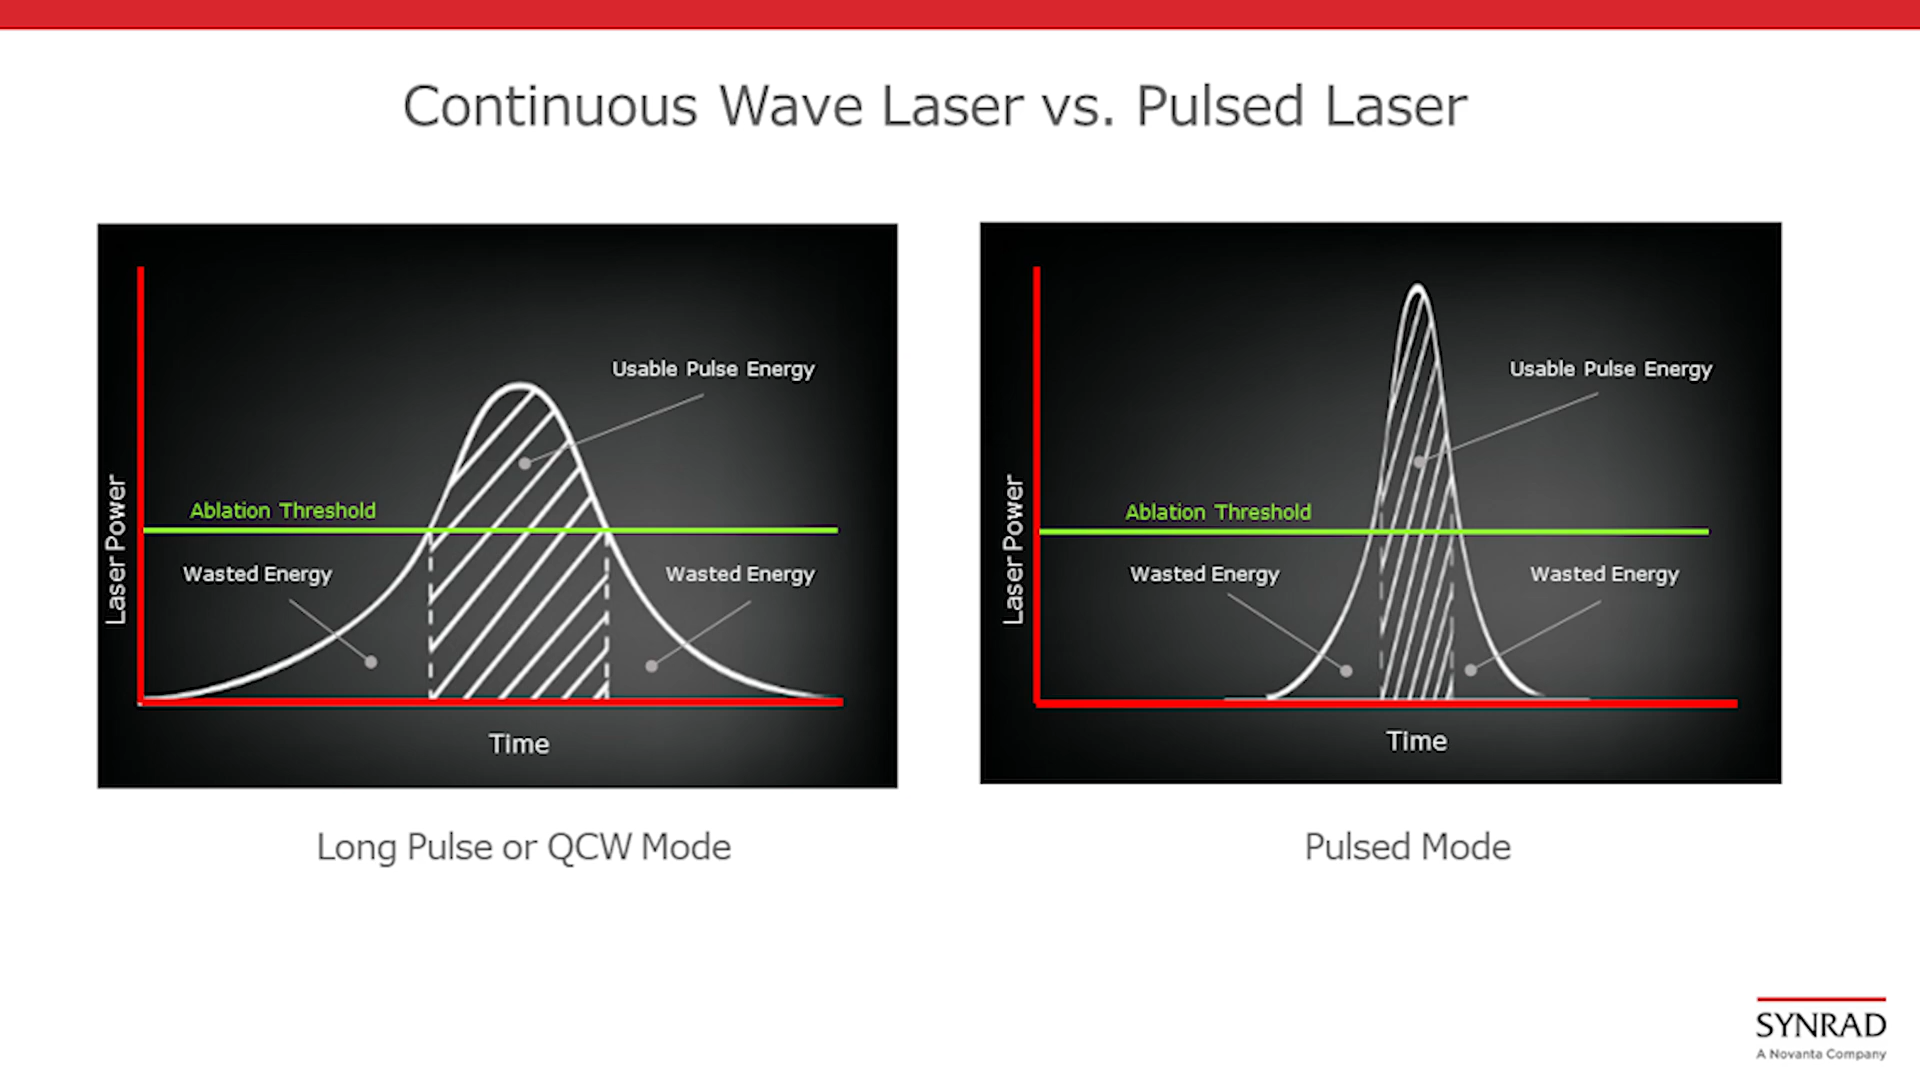 Continuous Wave Laser vs. Pulsed Laser
Laser Power
Usable Pulse Energy
Ablation Threshold
Wasted Energy
Wasted Energy
Time
Long Pulse or QCW Mode
Laser Power
Usable Pulse Energy
Ablation Threshold
Wasted Energy
Wasted Energy
Time
Pulsed Mode
SYNRAD
A Novanta Company